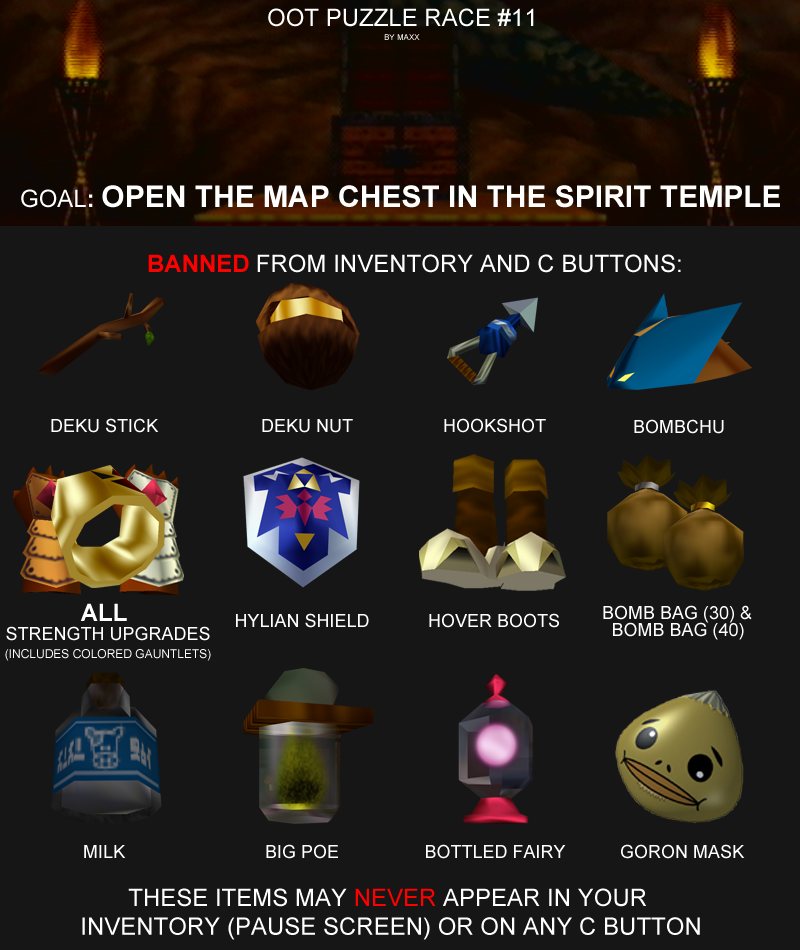 OOT PUZZLE RACE #11
BY MAXX
GOAL: OPEN THE MAP CHEST IN THE SPIRIT TEMPLE
BANNED FROM INVENTORY AND C BUTTONS:
DEKU STICK
DEKU NUT
HOOKSHOT
BOMBCHU
ALL
STRENGTH UPGRADES
(INCLUDES COLORED GAUNTLETS)
HYLIAN SHIELD
HOVER BOOTS
BOMB BAG (30) &
BOMB BAG (40)
MILK
BIG POE
BOTTLED FAIRY
GORON MASK
THESE ITEMS MAY NEVER APPEAR IN YOUR
INVENTORY (PAUSE SCREEN) OR ON ANY C BUTTON